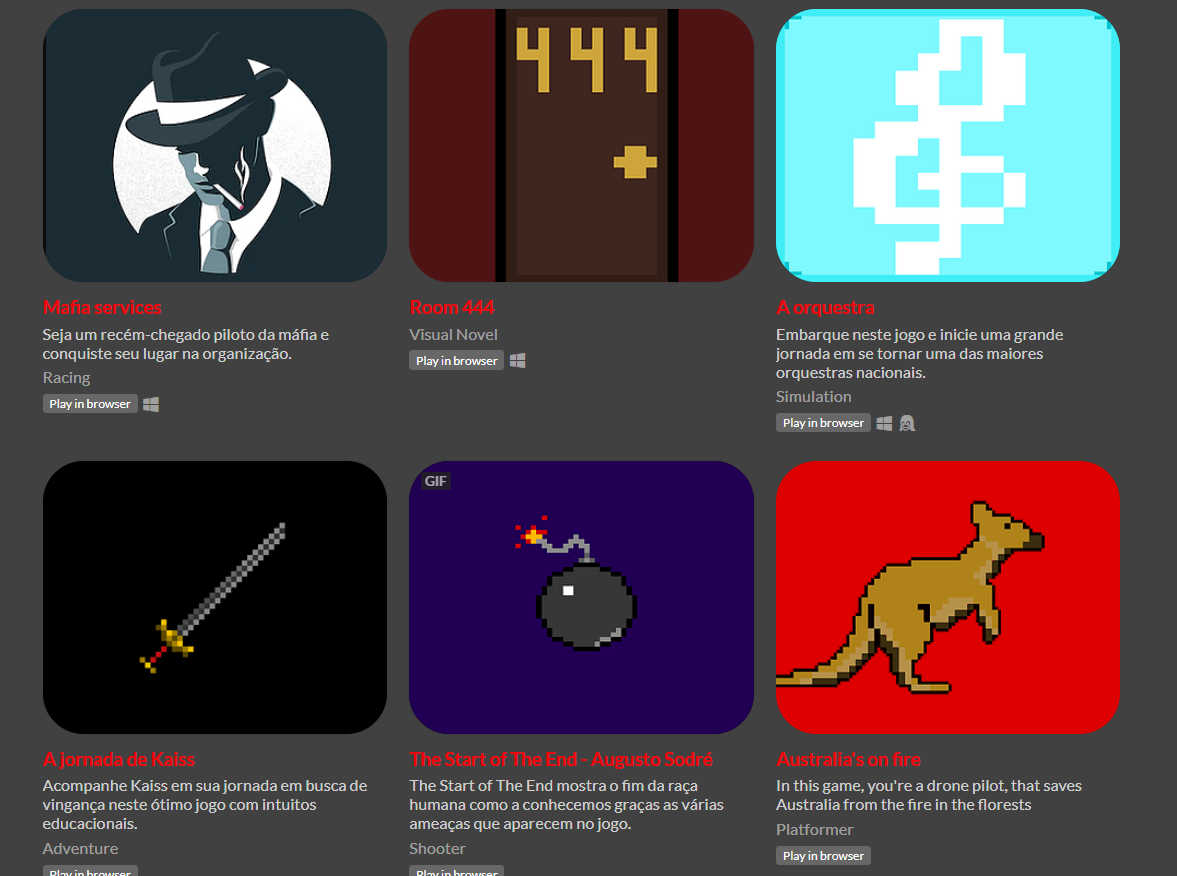 444
Mafia services
Seja um recém-chegado piloto da máfia e
conquiste seu lugar na organização.
Racing
Play in browser
Room 444
Visual Novel
Play in browser
A orquestra
Embarque neste jogo e inicie uma grande
jornada em se tornar uma das maiores
orquestras nacionais.
Simulation
Play in browser
A jornada de Kaiss
Acompanhe Kaiss em sua jornada em busca de
vingança neste ótimo jogo com intuitos
educacionais.
Adventure
Play in browser
GIF
The Start of The End - Augusto Sodré
The Start of The End mostra o fim da raça
humana como a conhecemos graças as várias
ameaças que aparecem no jogo.
Shooter
Play in browser
Australia's on fire
In this game, you're a drone pilot, that saves
Australia from the fire in the florests
Platformer
Play in browser